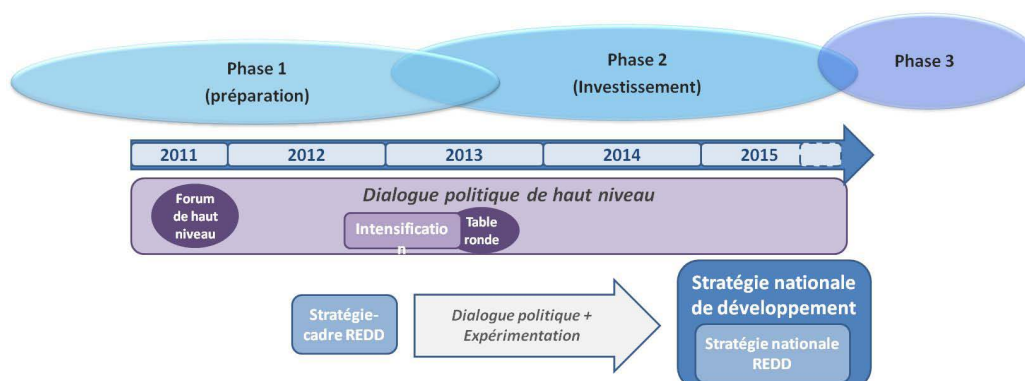 Phase 1
(préparation)
Phase 2
(Investissement)
Phase 3
2011 2012 2013 2014 2015
Dialogue politique de haut niveau
Forum
de haut
niveau
Intensificatio
n
Table
ronde
Stratégie-
cadre REDD
Dialogue politique +
Expérimentation
Stratégie nationale
de développement
Stratégie nationale
REDD